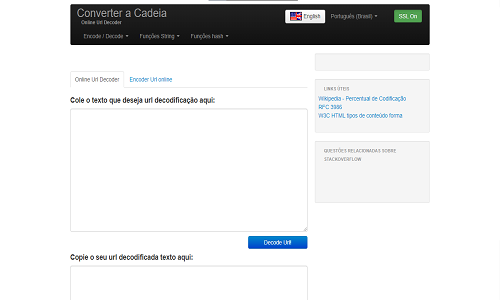 Converter a Cadeia
Online Url Decoder
English
Português (Brasil)
SSL On
Encode / Decode
Funções String
Funções hash
Online Url Decoder
Encoder Url online
Cole o texto que deseja url decodificação aqui:
Decode Url!
Copie o seu url decodificada texto aqui:
LINKS ÚTEIS
Wikipedia - Percentual de Codificação
RFC 3986
W3C HTML tipos de conteúdo forma
QUESTÕES RELACIONADAS SOBRE
STACKOVERFLOW